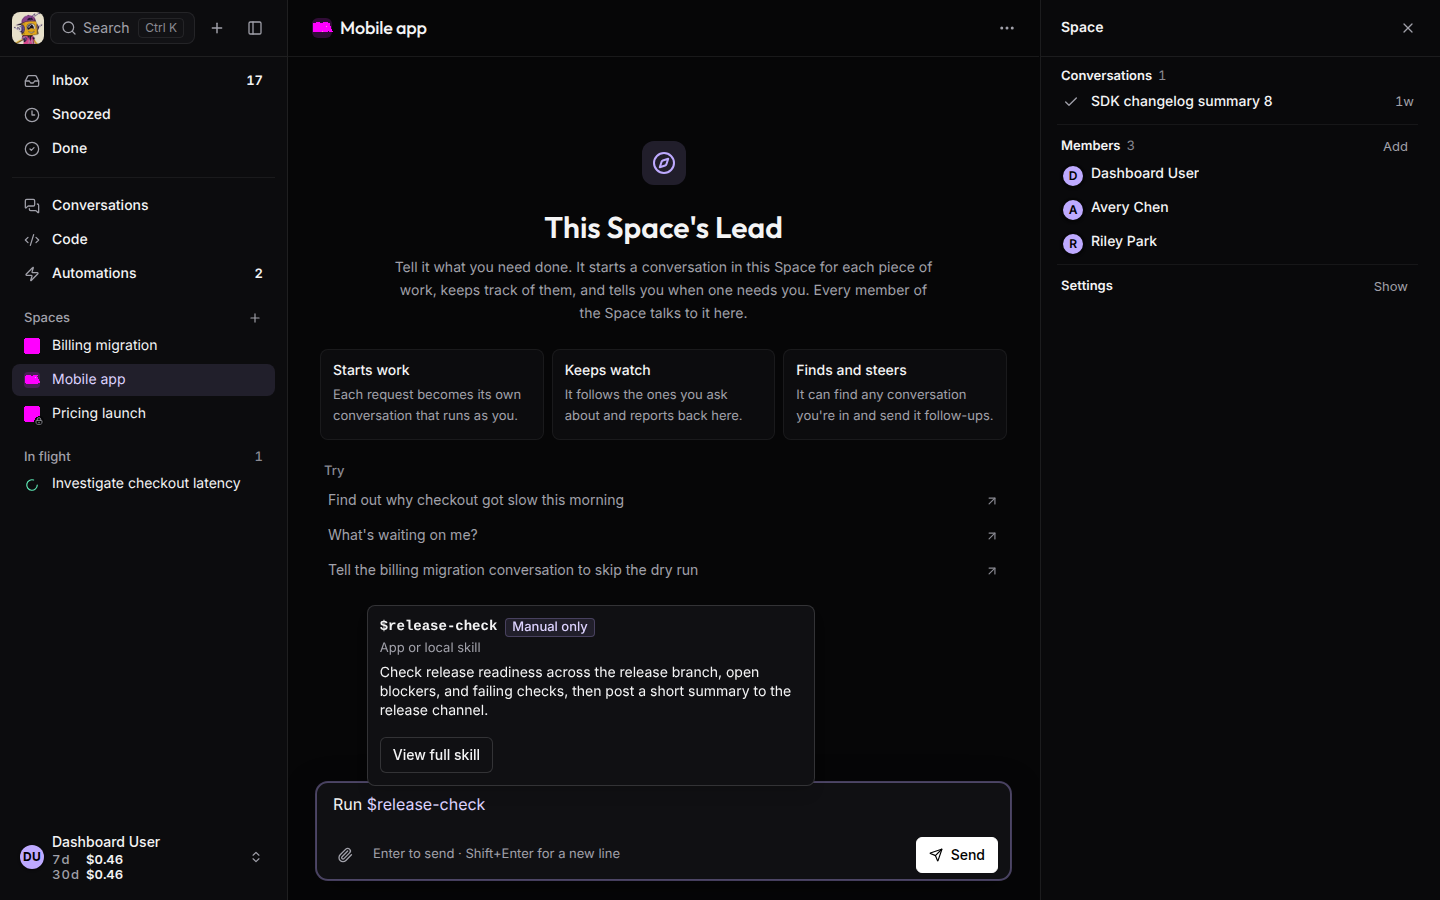 Search
Ctrl K
Inbox
17
Snoozed
Done
Conversations
Code
Automations
2
Spaces
Billing migration
Mobile app
Pricing launch
In flight
1
Investigate checkout latency
DU
Dashboard User
7d $0.46
30d $0.46
Mobile app
This Space's Lead
Tell it what you need done. It starts a conversation in this Space for each piece of
work, keeps track of them, and tells you when one needs you. Every member of
the Space talks to it here.
Starts work
Each request becomes its own
conversation that runs as you.
Keeps watch
It follows the ones you ask
about and reports back here.
Finds and steers
It can find any conversation
you're in and send it follow-ups.
Try
Find out why checkout got slow this morning
What's waiting on me?
Tell the billing migration conversation to skip the dry run
$release-check
Manual only
App or local skill
Check release readiness across the release branch, open
blockers, and failing checks, then post a short summary to the
release channel.
View full skill
Run $release-check
Enter to send · Shift+Enter for a new line
Send
Space
Conversations 1
SDK changelog summary 8
1w
Members 3
Add
D
Dashboard User
A
Avery Chen
R
Riley Park
Settings
Show